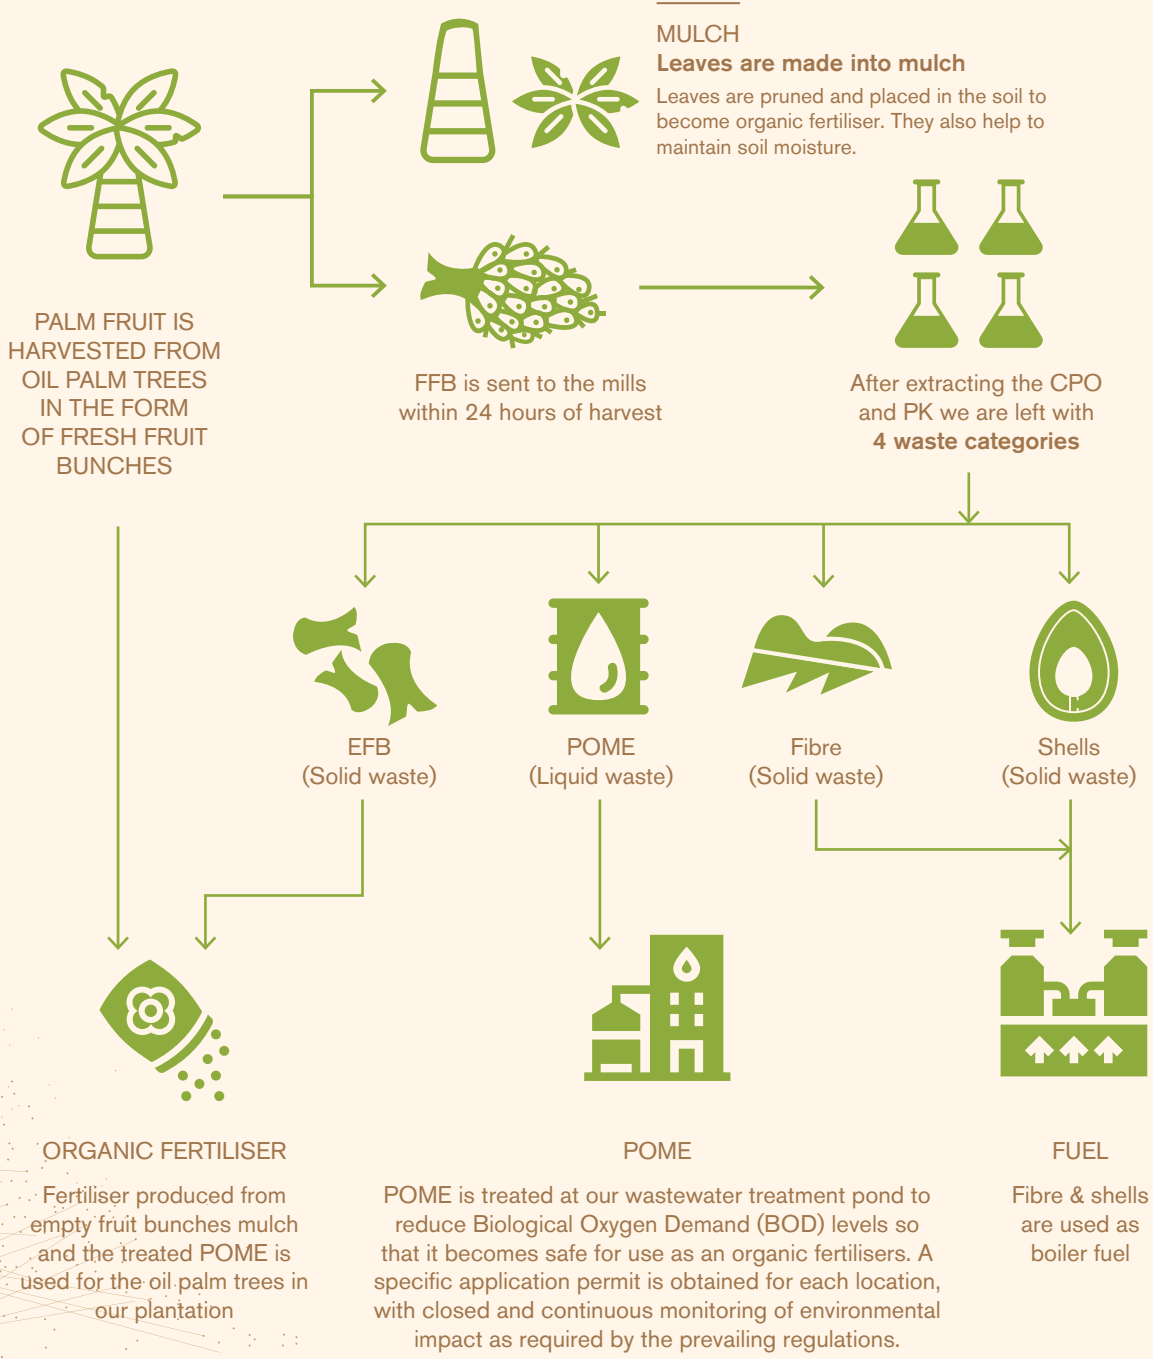 MULCH
Leaves are made into mulch
Leaves are pruned and placed in the soil to
become organic fertiliser. They also help to
maintain soil moisture.
PALM FRUIT IS
HARVESTED FROM
OIL PALM TREES
IN THE FORM
OF FRESH FRUIT
BUNCHES
FFB is sent to the mills
within 24 hours of harvest
After extracting the CPO
and PK we are left with
4 waste categories
EFB
(Solid waste)
POME
(Liquid waste)
Fibre
(Solid waste)
Shells
(Solid waste)
ORGANIC FERTILISER
Fertiliser produced from
empty fruit bunches mulch
and the treated POME is
used for the oil palm trees in
our plantation
POME
POME is treated at our wastewater treatment pond to
reduce Biological Oxygen Demand (BOD) levels so
that it becomes safe for use as an organic fertilisers. A
specific application permit is obtained for each location,
with closed and continuous monitoring of environmental
impact as required by the prevailing regulations.
FUEL
Fibre & shells
are used as
boiler fuel